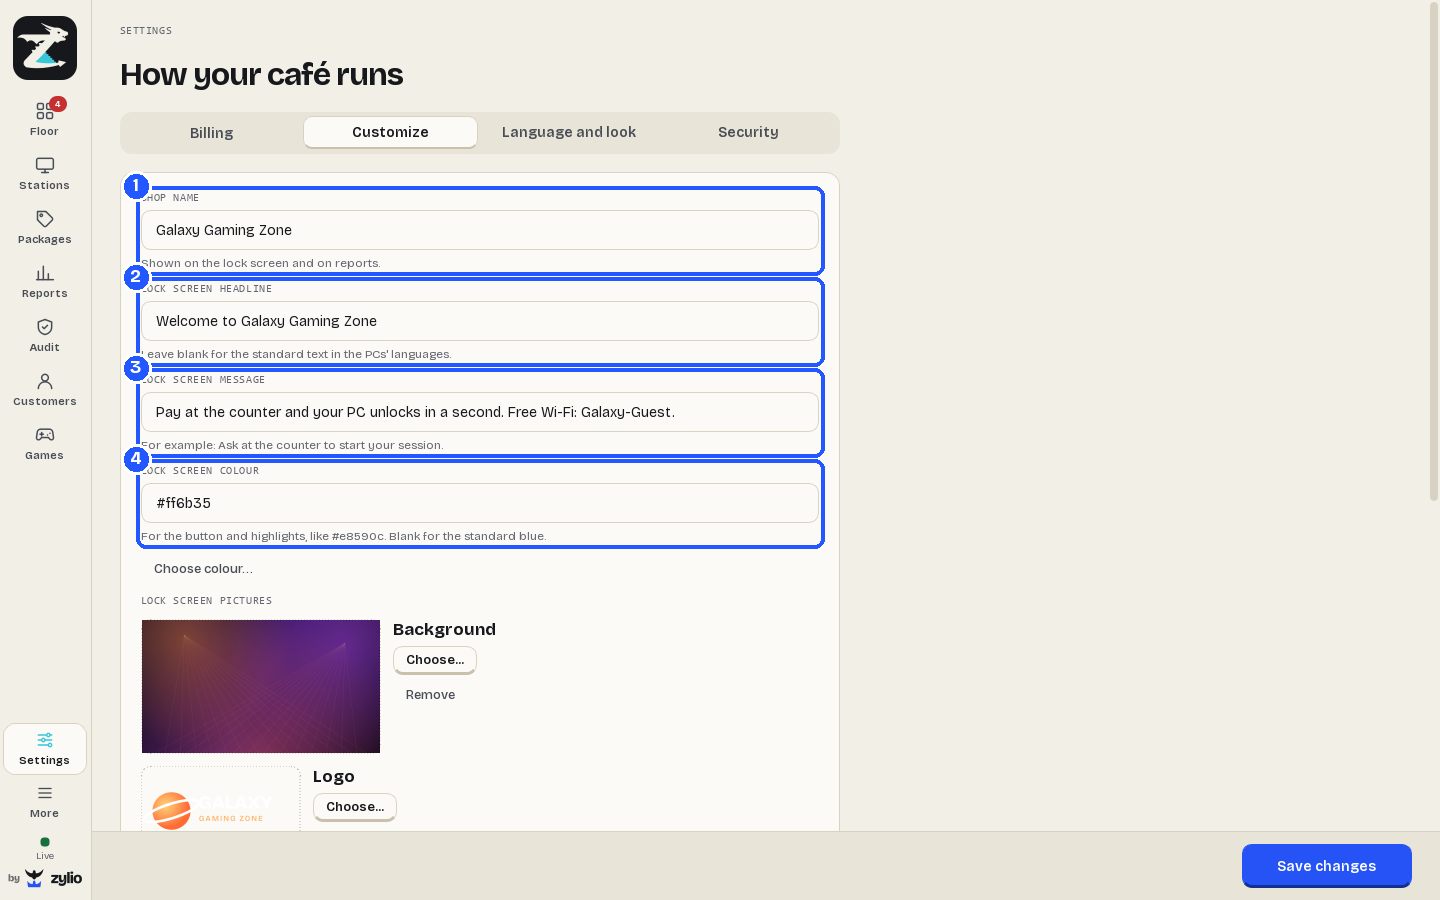 SETTINGS
How your café runs
4
Floor
Stations
Packages
Reports
Audit
Customers
Games
Settings
More
Live
by zylio
Billing
Customize
Language and look
Security
1
SHOP NAME
Galaxy Gaming Zone
Shown on the lock screen and on reports.
2
LOCK SCREEN HEADLINE
Welcome to Galaxy Gaming Zone
Leave blank for the standard text in the PCs' languages.
3
LOCK SCREEN MESSAGE
Pay at the counter and your PC unlocks in a second. Free Wi-Fi: Galaxy-Guest.
For example: Ask at the counter to start your session.
4
LOCK SCREEN COLOUR
#ff6b35
For the button and highlights, like #e8590c. Blank for the standard blue.
Choose colour...
LOCK SCREEN PICTURES
Background
Choose...
Remove
GALAXY
GAMING ZONE
Logo
Choose...
Save changes